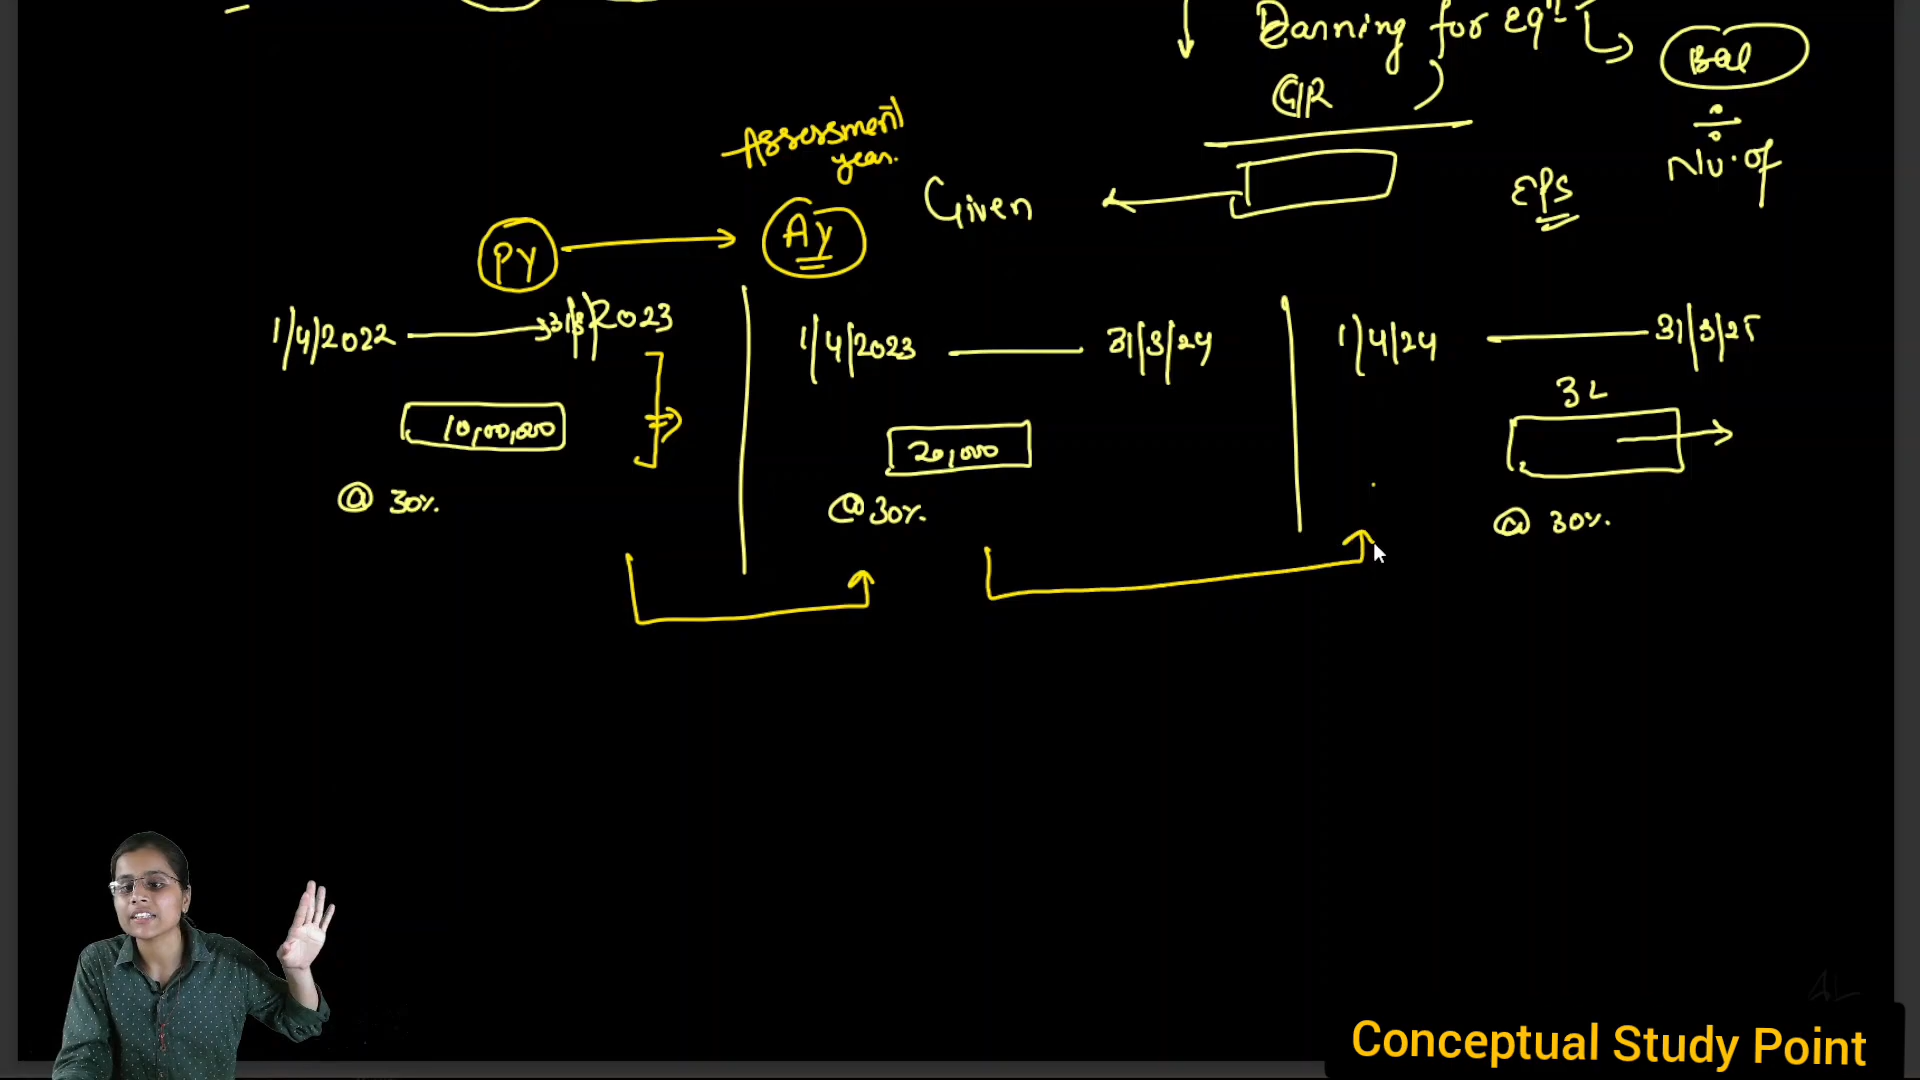 Earning for eqⁿ
Bal
G/R
÷
No. of
Assessment
year.
Given
EPS
PY
AY
1/4/2022 31/3/2023
1/4/2023 31/3/24
1/4/24 31/3/25
3L
10,00,000
20,000
@ 30%.
@ 30%.
@ 30%.
Conceptual Study Point